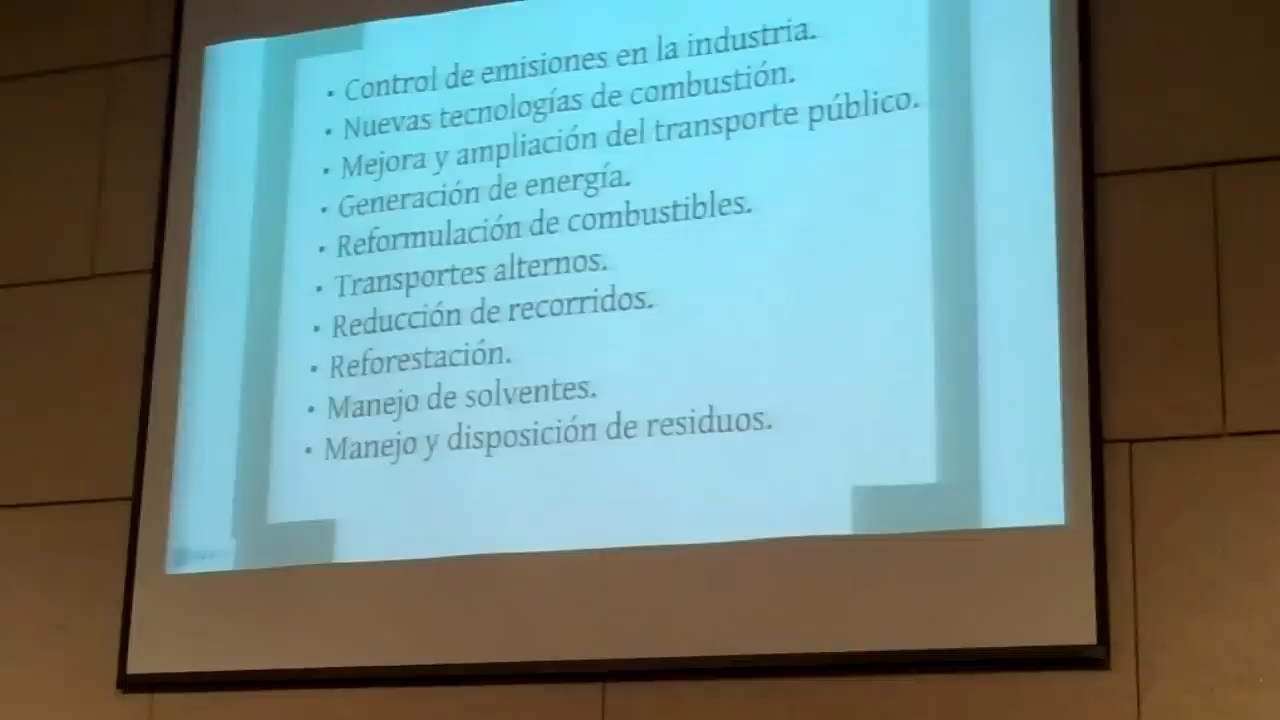 • Control de emisiones en la industria.
• Nuevas tecnologías de combustión.
• Mejora y ampliación del transporte público.
• Generación de energía.
• Reformulación de combustibles.
• Transportes alternos.
• Reducción de recorridos.
• Reforestación.
• Manejo de solventes.
• Manejo y disposición de residuos.